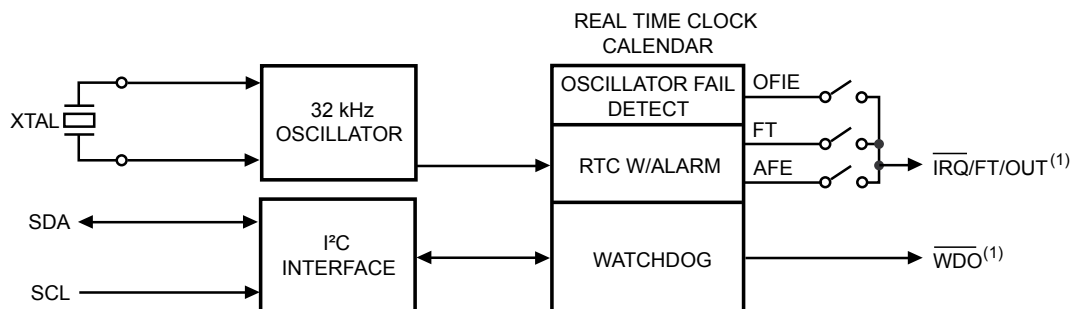 REAL TIME CLOCK
CALENDAR
XTAL
32 kHz
OSCILLATOR
OSCILLATOR FAIL
DETECT
OFIE
FT
RTC W/ALARM
AFE
IRQ/FT/OUT(1)
SDA
I²C
INTERFACE
WATCHDOG
WDO(1)
SCL